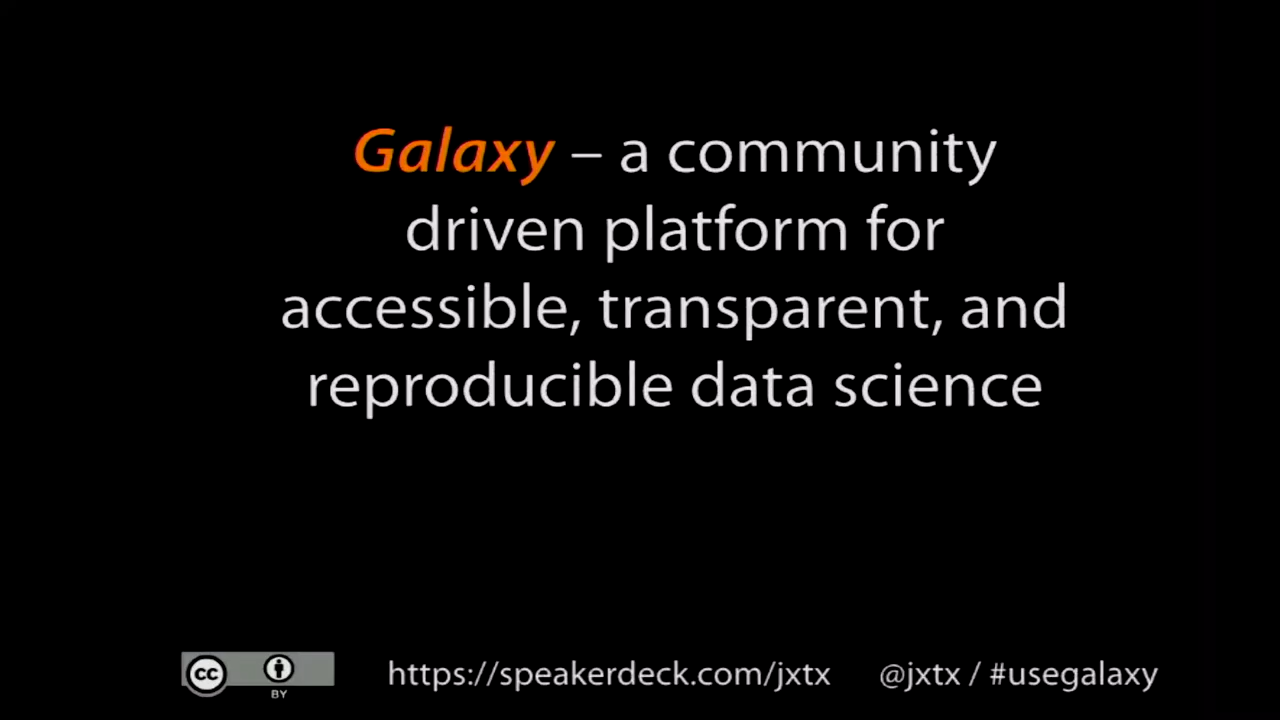 Galaxy – a community
driven platform for
accessible, transparent, and
reproducible data science
cc
BY
https://speakerdeck.com/jxtx
@jxtx / #usegalaxy